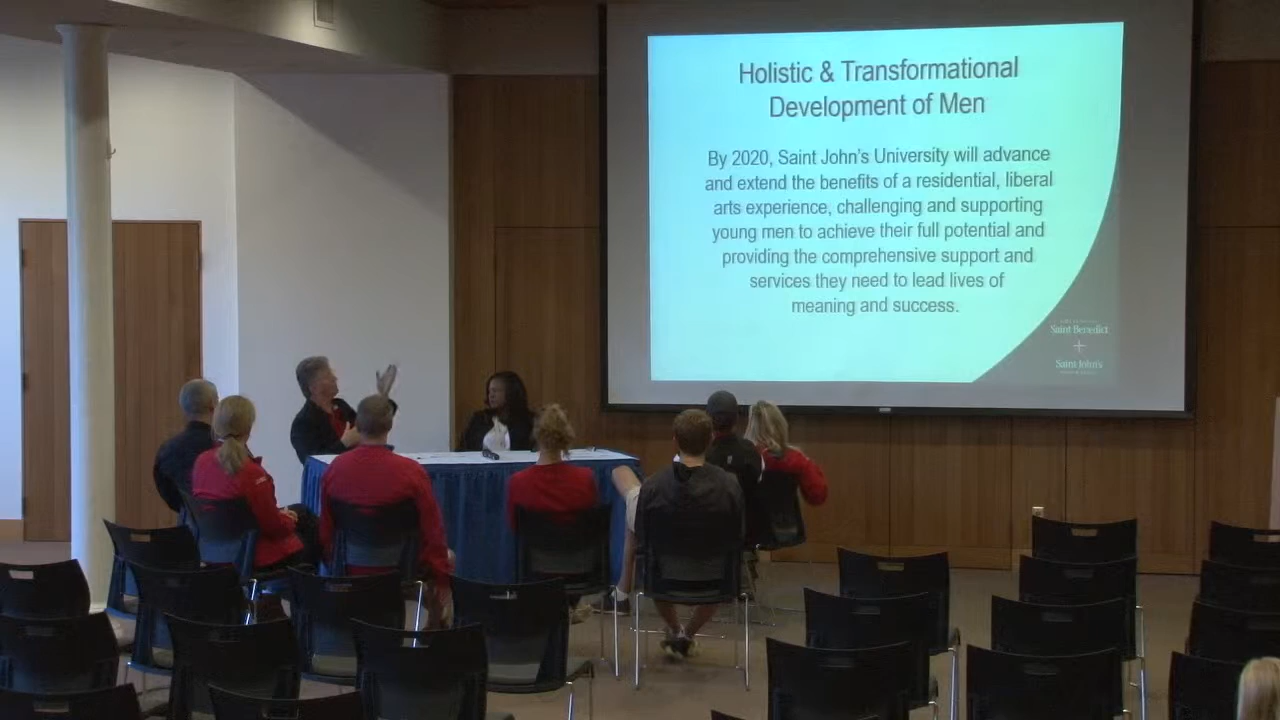 Holistic & Transformational
Development of Men
By 2020, Saint John's University will advance
and extend the benefits of a residential, liberal
arts experience, challenging and supporting
young men to achieve their full potential and
providing the comprehensive support and
services they need to lead lives of
meaning and success.
Saint Benedict
Saint John's